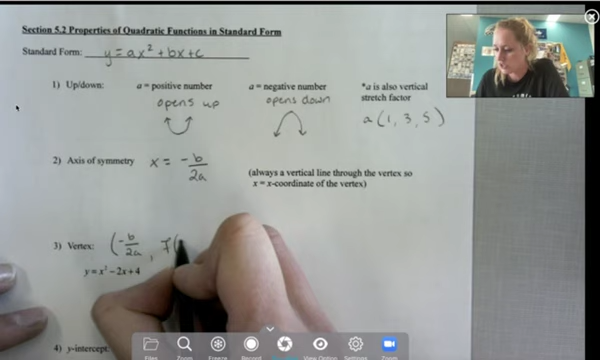 Section 5.2 Properties of Quadratic Functions in Standard Form
Standard Form: y = ax² + bx + c
1) Up/down: a = positive number a = negative number *a is also vertical
stretch factor
opens up opens down a(1, 3, 5)
2) Axis of symmetry x = -b/2a (always a vertical line through the vertex so
x = x-coordinate of the vertex)
3) Vertex: (-b/2a, f(
y = x² – 2x + 4
4) y-intercept
Files Zoom Freeze Record Settings Zoom